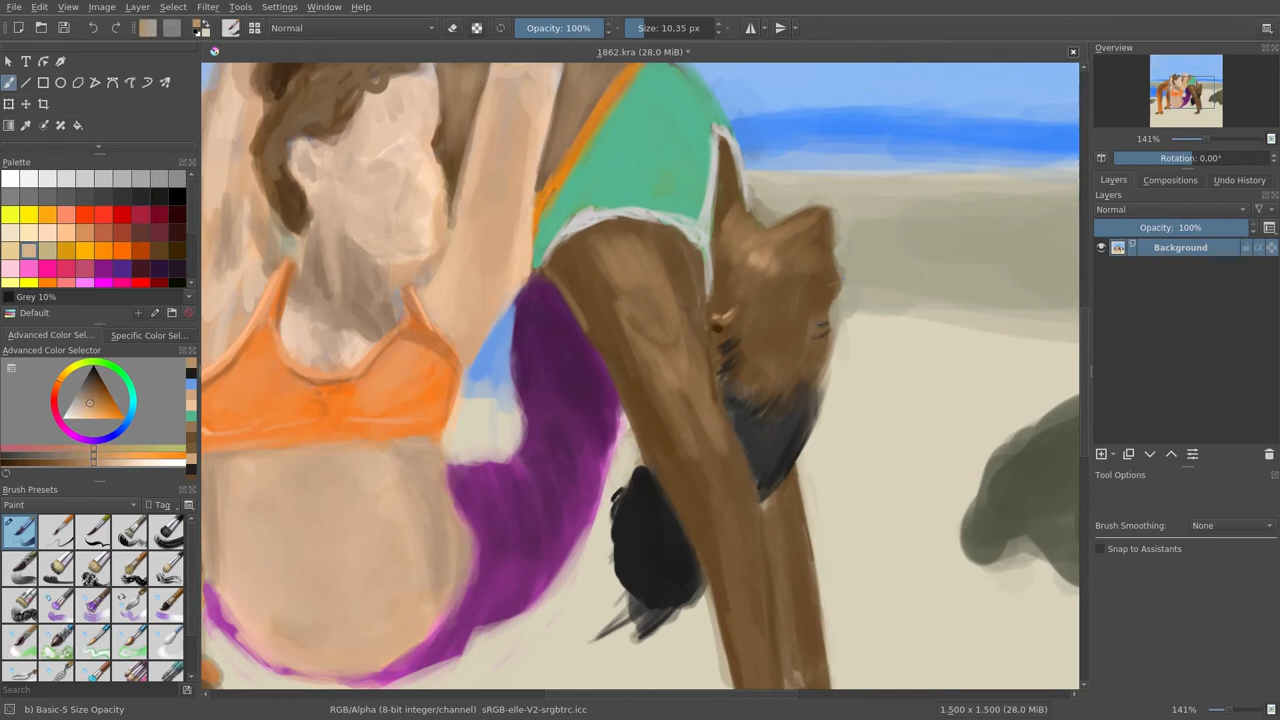 File Edit View Image Layer Select Filter Tools Settings Window Help
Normal
Opacity: 100%
Size: 10,35 px
1862.kra (28,0 MiB) *
Overview
141%
Rotation: 0,00°
Palette
Grey 10%
Default
Advanced Color Sel...
Specific Color Sel...
Advanced Color Selector
Brush Presets
Paint
Tag
Search
Layers Compositions Undo History
Layers
Normal
Opacity: 100%
Background
Tool Options
Brush Smoothing: None
Snap to Assistants
b) Basic-5 Size Opacity
RGB/Alpha (8-bit integer/channel) sRGB-elle-V2-srgbtrc.icc
1.500 x 1.500 (28,0 MiB)
141%